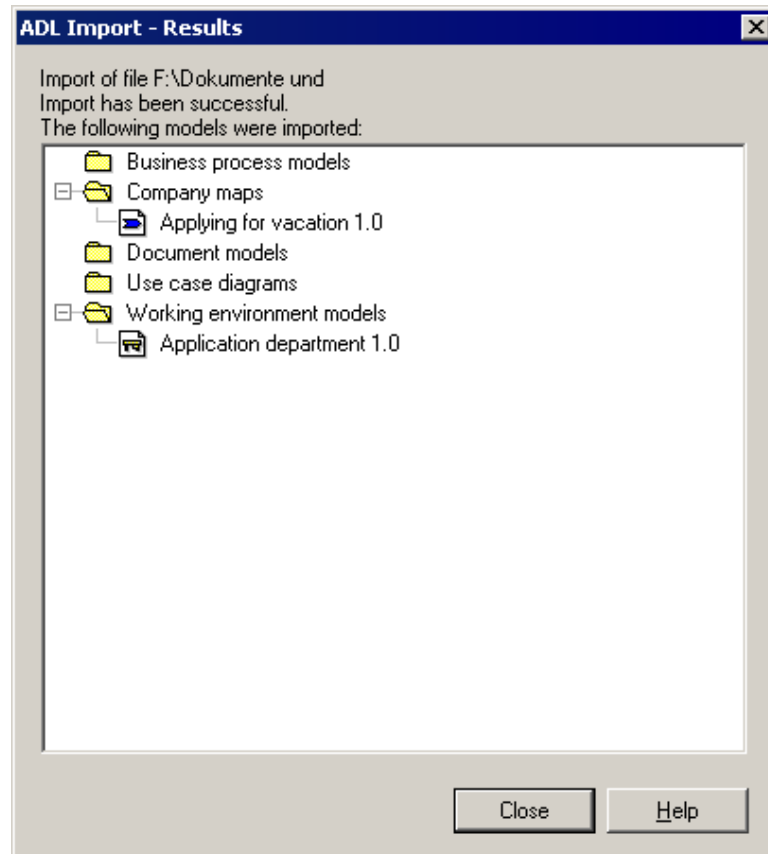 ADL Import - Results
Import of file F:\Dokumente und
Import has been successful.
The following models were imported:
Business process models
Company maps
Applying for vacation 1.0
Document models
Use case diagrams
Working environment models
Application department 1.0
Close Help